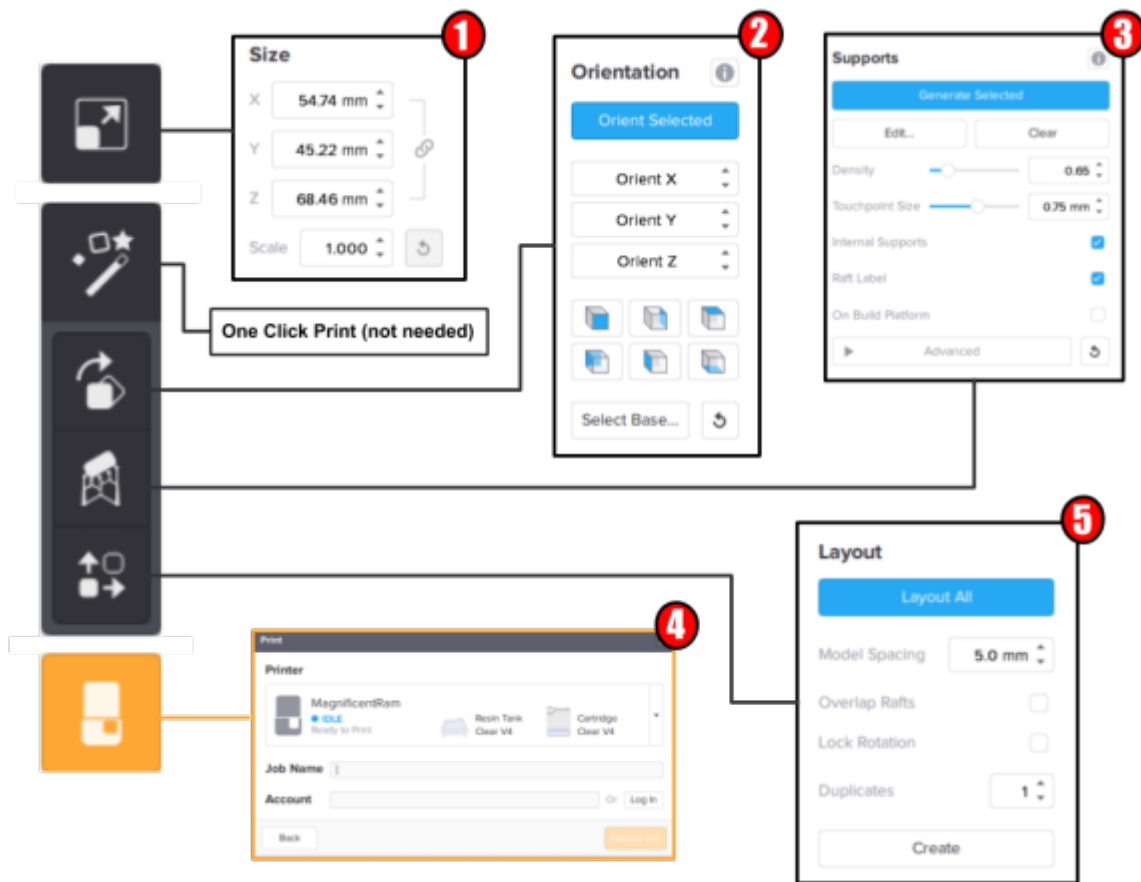 1
Size
X 54.74 mm
Y 45.22 mm
Z 68.46 mm
Scale 1.000
One Click Print (not needed)
2
Orientation
Orient Selected
Orient X
Orient Y
Orient Z
Select Base...
3
Supports
Generate Selected
Edit... Clear
Density 0.65
Touchpoint Size 0.75 mm
Internal Supports
Raft Label
On Build Platform
Advanced
4
Print
Printer
MagnificentRam
IDLE
Ready to Print
Resin Tank
Clear V4
Cartridge
Clear V4
Job Name
Account Or Log In
Back
5
Layout
Layout All
Model Spacing 5.0 mm
Overlap Rafts
Lock Rotation
Duplicates 1
Create